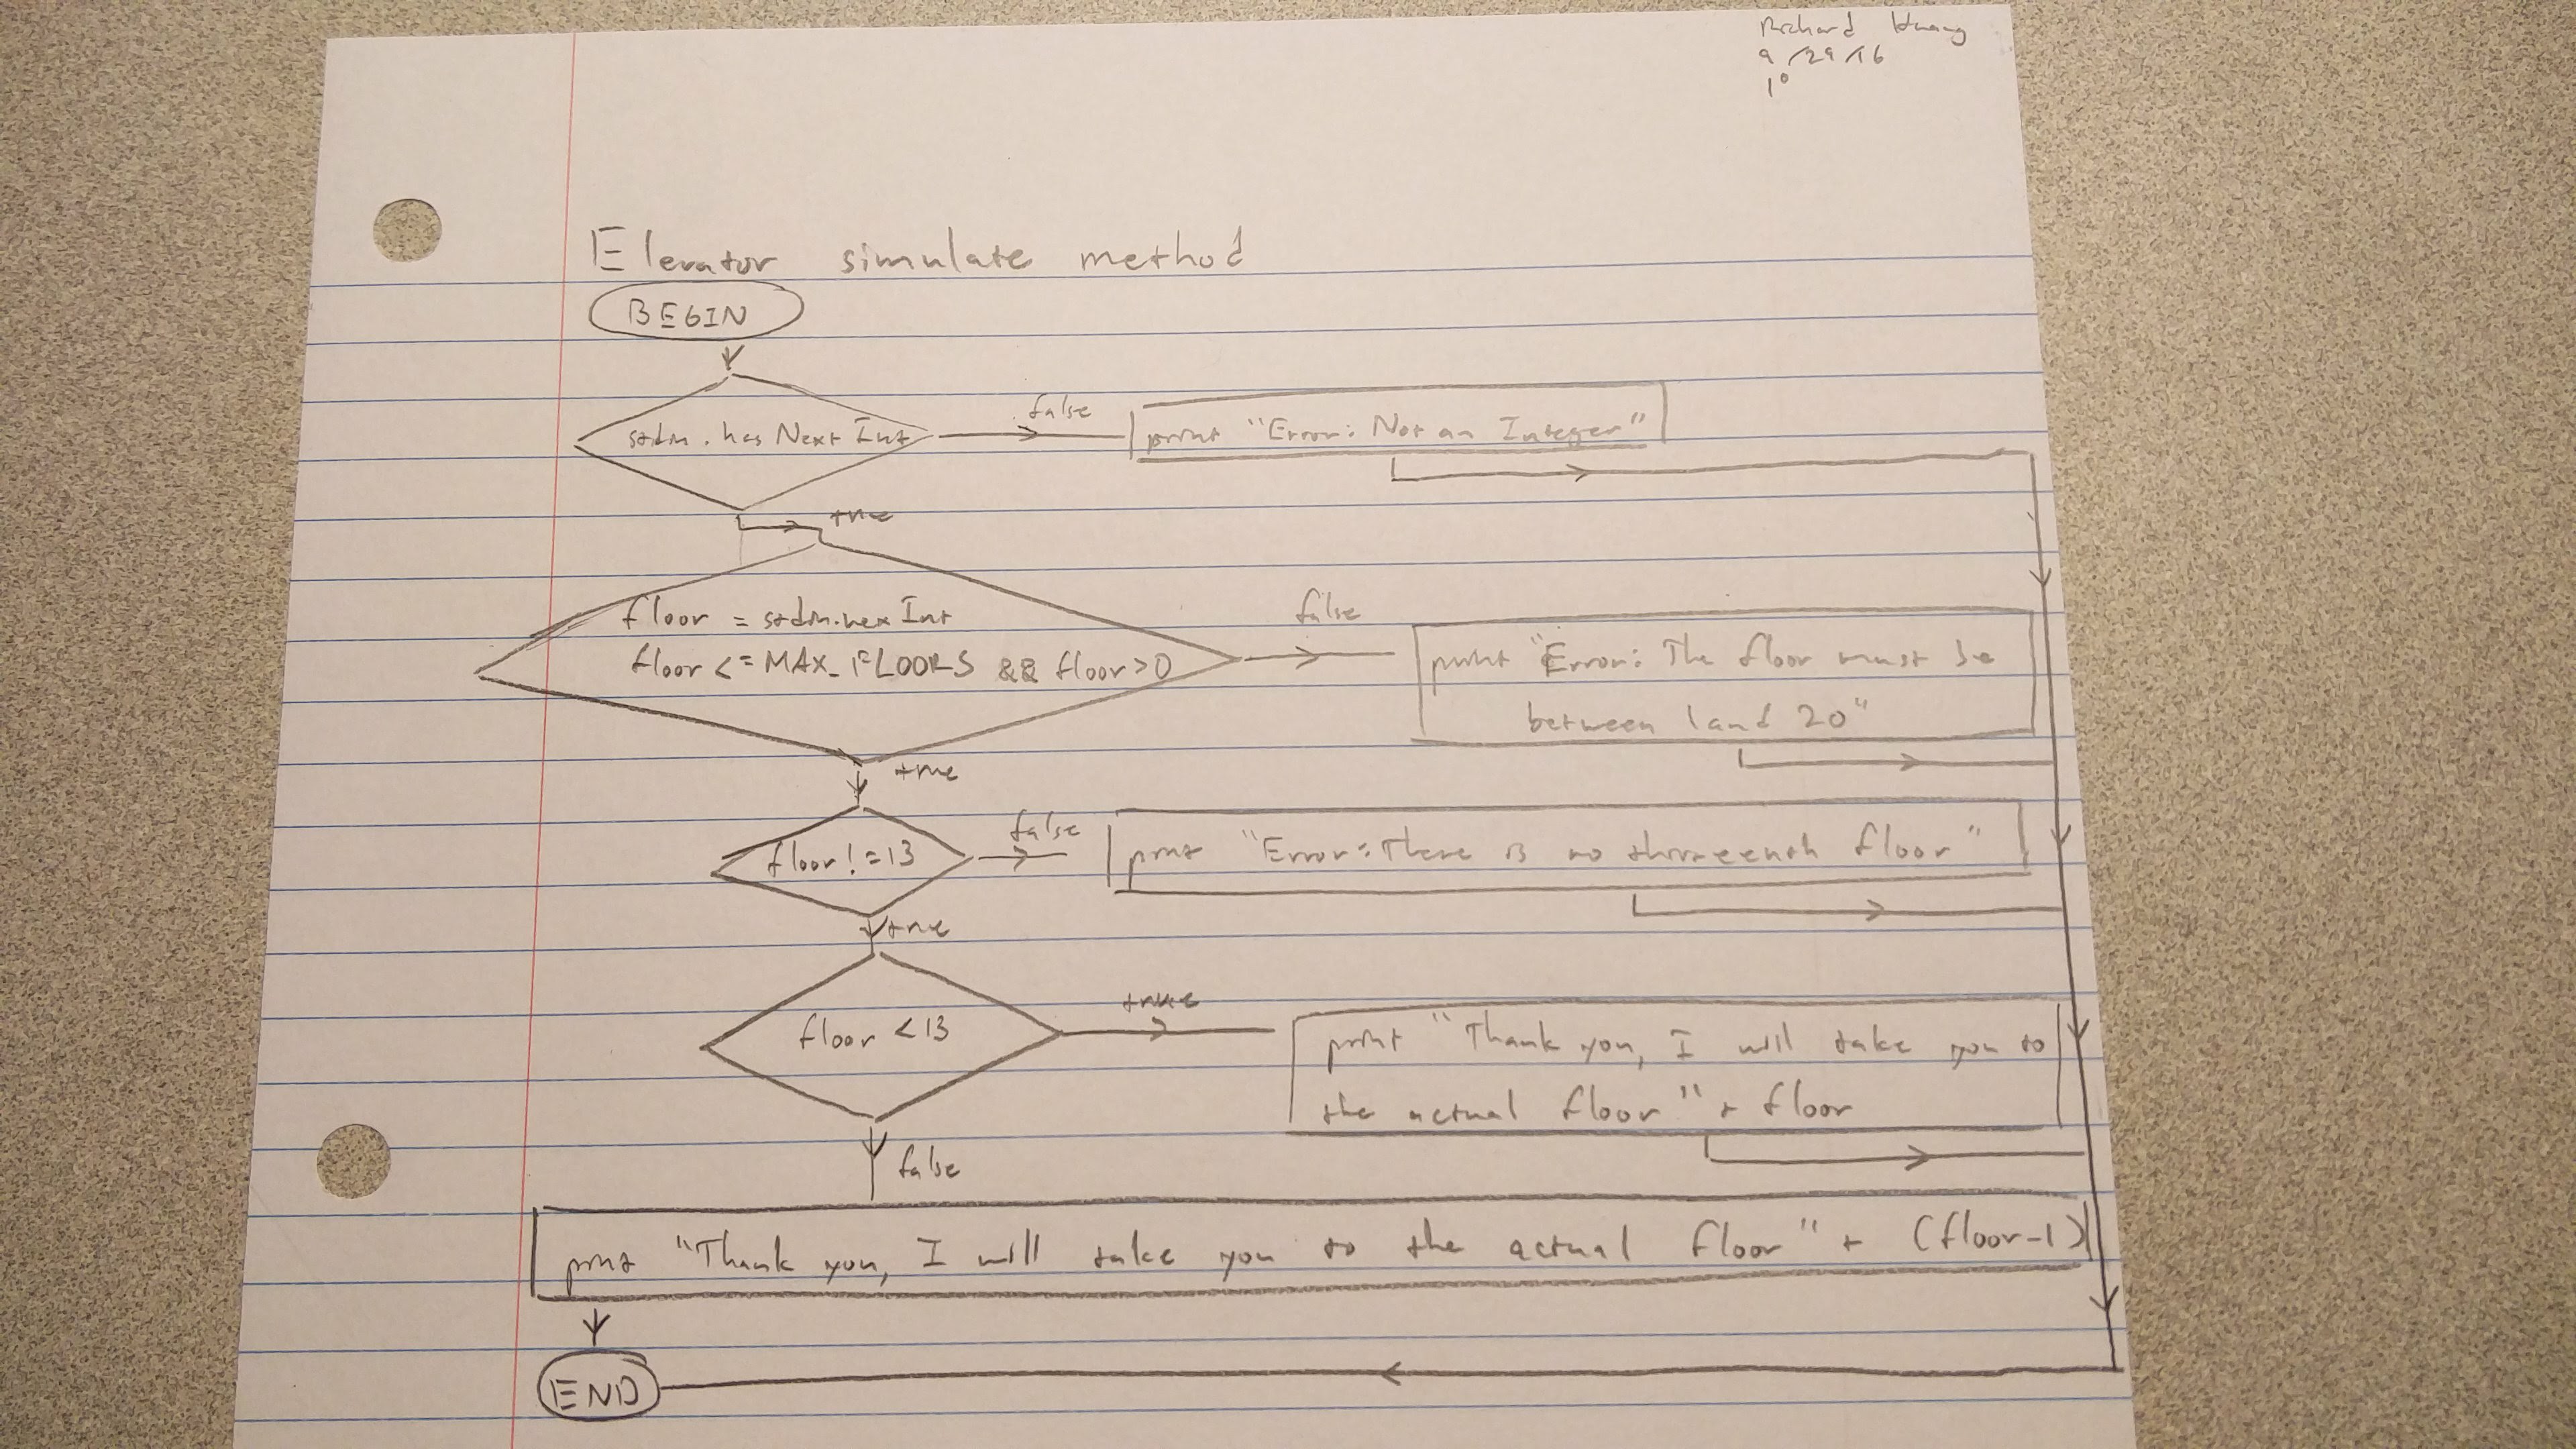 Richard Huang
9/29/16
1°
Elevator simulate method
BEGIN
stdin.hasNextInt
false
print "Error: Not an Integer"
true
floor = stdin.nexInt
floor <= MAX_FLOORS && floor > 0
false
print "Error: The floor must be
between 1 and 20"
true
floor != 13
false
print "Error: There is no thirteenth floor"
true
floor < 13
true
print "Thank you, I will take you to
the actual floor" + floor
false
print "Thank you, I will take you to the actual floor" + (floor-1)
END